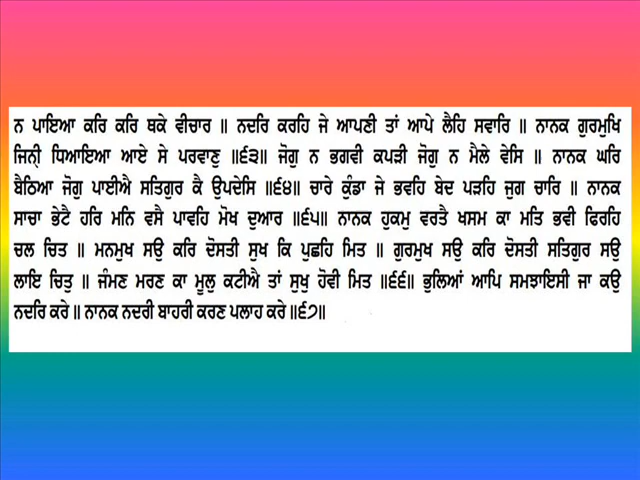 ਨ ਪਾਇਆ ਕਰਿ ਕਰਿ ਥਕੇ ਵੀਚਾਰ ॥ ਨਦਰਿ ਕਰਹਿ ਜੇ ਆਪਣੀ ਤਾਂ ਆਪੇ ਲੈਹਿ ਸਵਾਰਿ ॥ ਨਾਨਕ ਗੁਰਮੁਖਿ
ਜਿਨੀ੍ ਧਿਆਇਆ ਆਏ ਸੇ ਪਰਵਾਣੁ ॥੬੩॥ ਜੋਗੁ ਨ ਭਗਵੀ ਕਪੜੀ ਜੋਗੁ ਨ ਮੈਲੇ ਵੇਸਿ ॥ ਨਾਨਕ ਘਰਿ
ਬੈਠਿਆ ਜੋਗੁ ਪਾਈਐ ਸਤਿਗੁਰ ਕੈ ਉਪਦੇਸਿ ॥੬੪॥ ਚਾਰੇ ਕੁੰਡਾ ਜੇ ਭਵਹਿ ਬੇਦ ਪੜਹਿ ਜੁਗ ਚਾਰਿ ॥ ਨਾਨਕ
ਸਾਚਾ ਭੇਟੈ ਹਰਿ ਮਨਿ ਵਸੈ ਪਾਵਹਿ ਮੋਖ ਦੁਆਰ ॥੬੫॥ ਨਾਨਕ ਹੁਕਮੁ ਵਰਤੈ ਖਸਮ ਕਾ ਮਤਿ ਭਵੀ ਫਿਰਹਿ
ਚਲ ਚਿਤ ॥ ਮਨਮੁਖ ਸਉ ਕਰਿ ਦੋਸਤੀ ਸੁਖ ਕਿ ਪੁਛਹਿ ਮਿਤ ॥ ਗੁਰਮੁਖ ਸਉ ਕਰਿ ਦੋਸਤੀ ਸਤਿਗੁਰ ਸਉ
ਲਾਇ ਚਿਤੁ ॥ ਜੰਮਣ ਮਰਣ ਕਾ ਮੂਲੁ ਕਟੀਐ ਤਾਂ ਸੁਖੁ ਹੋਵੀ ਮਿਤ ॥੬੬॥ ਭੁਲਿਆਂ ਆਪਿ ਸਮਝਾਇਸੀ ਜਾ ਕਉ
ਨਦਰਿ ਕਰੇ ॥ ਨਾਨਕ ਨਦਰੀ ਬਾਹਰੀ ਕਰਣ ਪਲਾਹ ਕਰੇ ॥੬੭॥